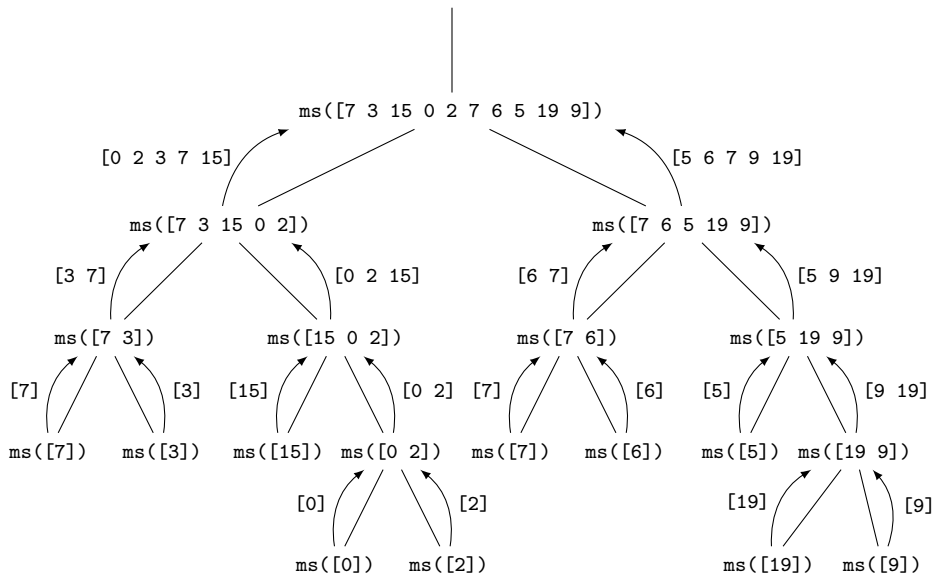 ms([7 3 15 0 2 7 6 5 19 9])
[0 2 3 7 15]
[5 6 7 9 19]
ms([7 3 15 0 2])
ms([7 6 5 19 9])
[3 7]
[0 2 15]
[6 7]
[5 9 19]
ms([7 3])
ms([15 0 2])
ms([7 6])
ms([5 19 9])
[7]
[3]
[15]
[0 2]
[7]
[6]
[5]
[9 19]
ms([7])
ms([3])
ms([15])
ms([0 2])
ms([7])
ms([6])
ms([5])
ms([19 9])
[0]
[2]
[19]
[9]
ms([0])
ms([2])
ms([19])
ms([9])